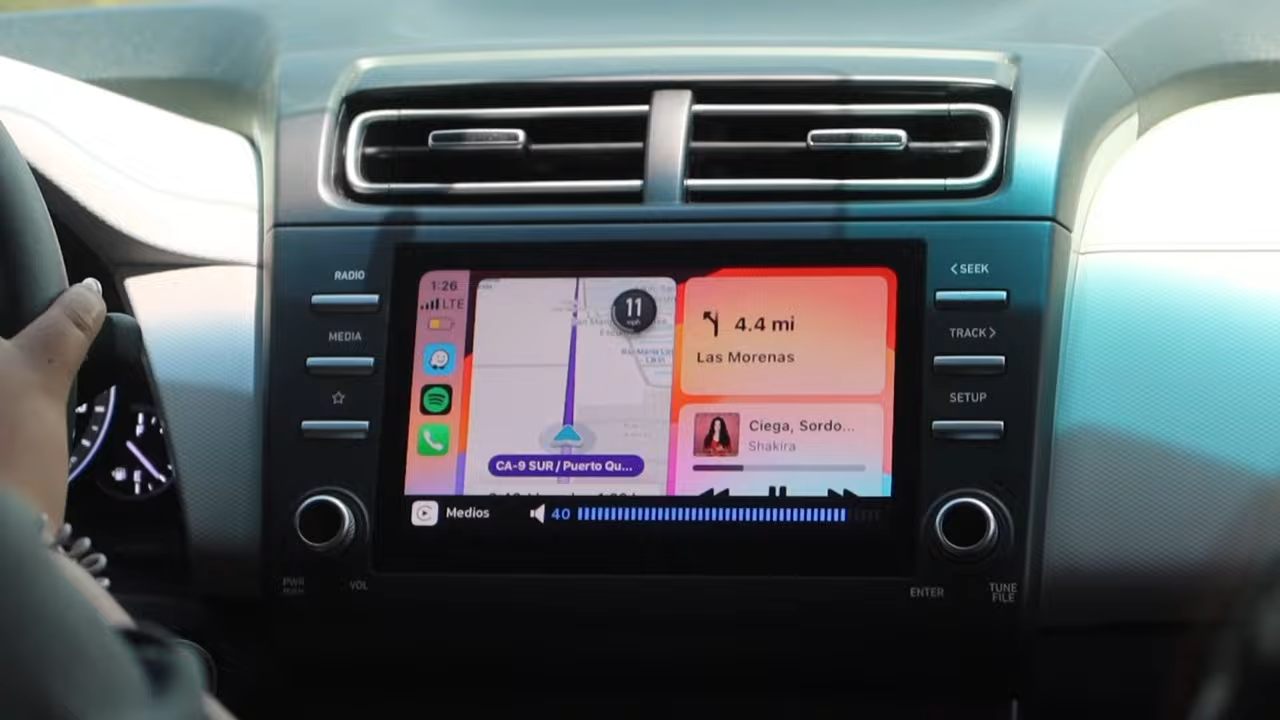 RADIO
MEDIA
☆
PWR
VOL
1:26
LTE
11
mph
4.4 mi
Las Morenas
Ciega, Sordo...
Shakira
CA-9 SUR / Puerto Qu...
Medios
40
< SEEK
TRACK >
SETUP
ENTER
TUNE
FILE